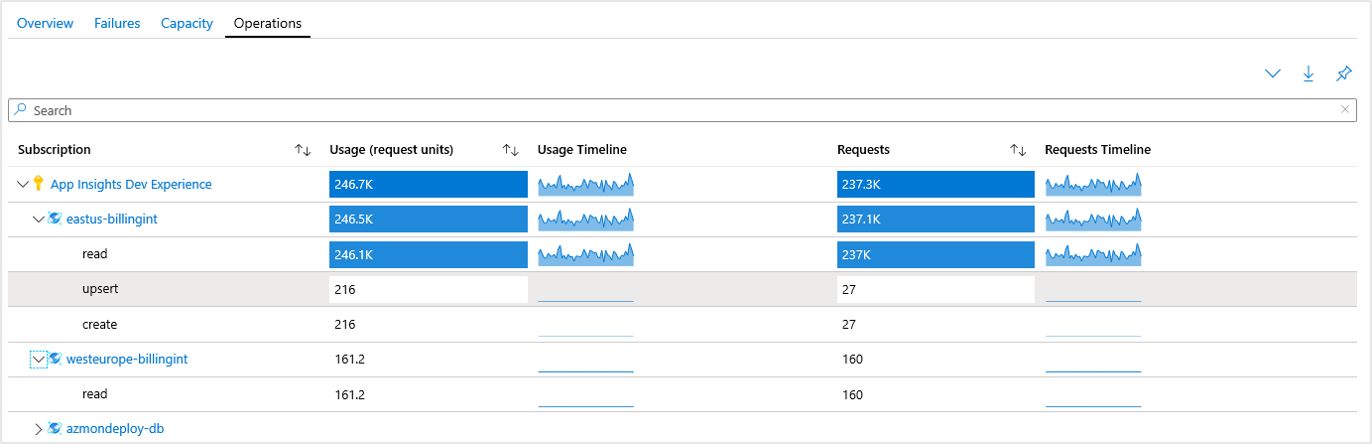 Overview Failures Capacity Operations
Search
Subscription Usage (request units) Usage Timeline Requests Requests Timeline
App Insights Dev Experience 246.7K 237.3K
eastus-billingint 246.5K 237.1K
read 246.1K 237K
upsert 216 27
create 216 27
westeurope-billingint 161.2 160
read 161.2 160
azmondeploy-db